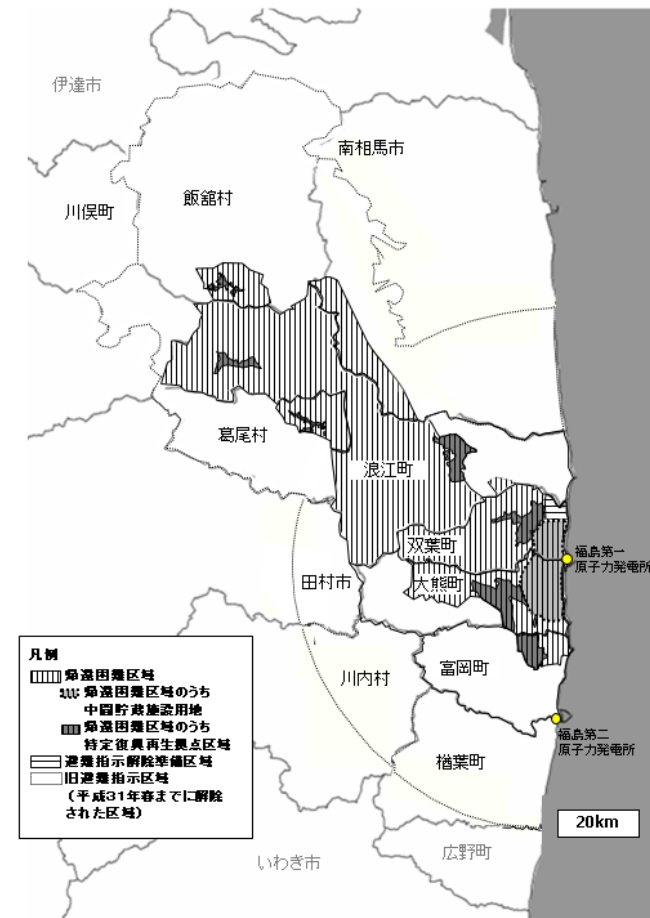 伊達市
南相馬市
飯舘村
川俣町
葛尾村
浪江町
双葉町
福島第一
原子力発電所
田村市
大熊町
川内村
富岡町
福島第二
原子力発電所
楢葉町
広野町
いわき市
20km
凡例
帰還困難区域
帰還困難区域のうち
中間貯蔵施設用地
帰還困難区域のうち
特定復興再生拠点区域
避難指示解除準備区域
旧避難指示区域
(平成31年春までに解除
された区域)